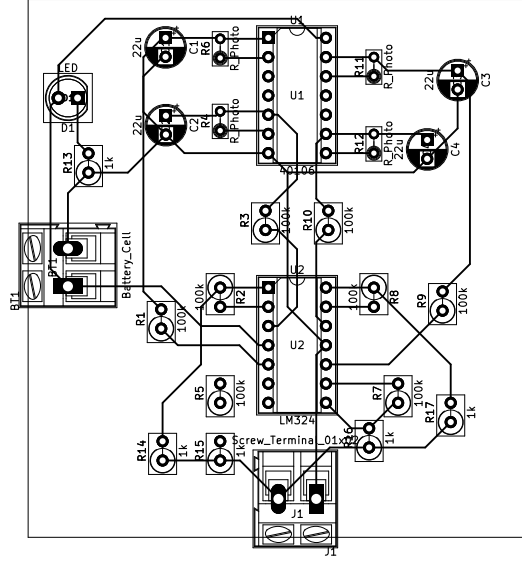 U1
22u
C1
R6
R_Photo
R11
R_Photo
22u
C3
LED
D1
U1
22u
C2
R4
R_Photo
R12
R_Photo
22u
C4
R13
1k
40106
R3
100k
R10
100k
BT1
BT1
Battery_Cell
U2
100k
R2
100k
R8
R9
100k
R1
100k
U2
R5
100k
R7
100k
R17
1k
LM324
R14
1k
R15
1k
Screw_Terminal_01x02
R16
1k
J1
J1